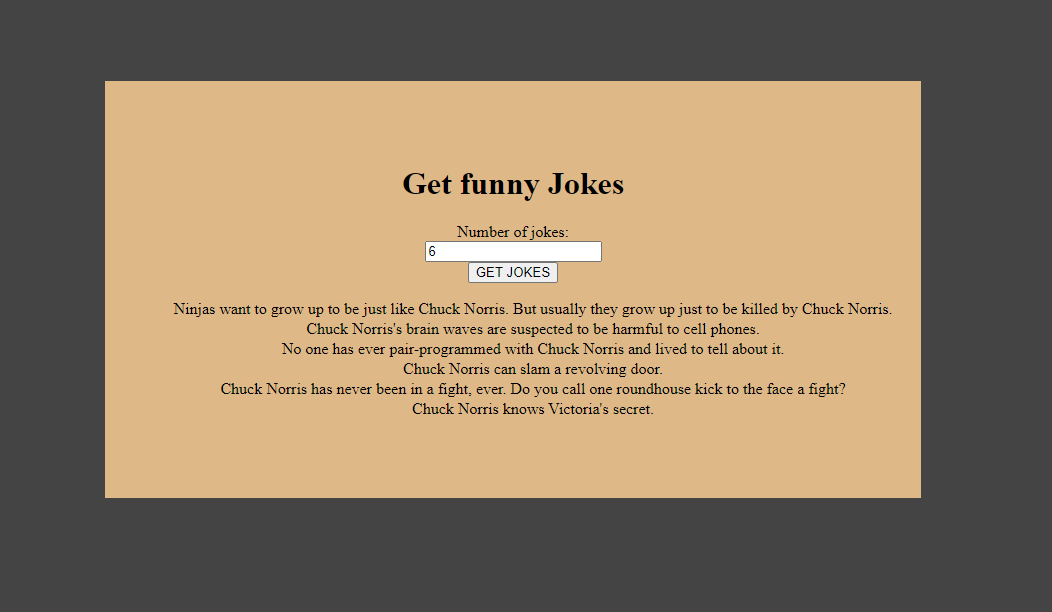 Get funny Jokes
Number of jokes:
6
GET JOKES
Ninjas want to grow up to be just like Chuck Norris. But usually they grow up just to be killed by Chuck Norris.
Chuck Norris's brain waves are suspected to be harmful to cell phones.
No one has ever pair-programmed with Chuck Norris and lived to tell about it.
Chuck Norris can slam a revolving door.
Chuck Norris has never been in a fight, ever. Do you call one roundhouse kick to the face a fight?
Chuck Norris knows Victoria's secret.